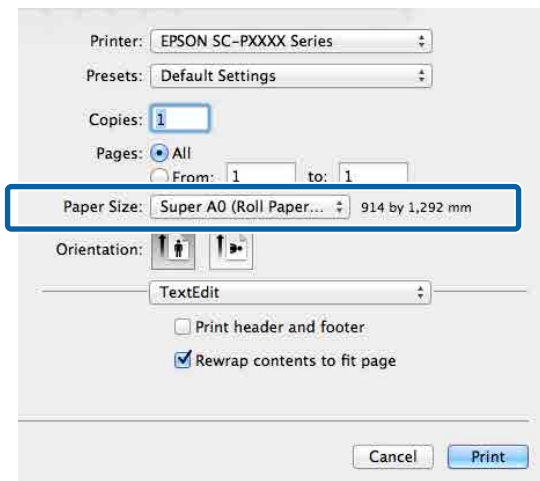 Printer: EPSON SC-PXXXX Series
Presets: Default Settings
Copies: 1
Pages: All
From: 1 to: 1
Paper Size: Super A0 (Roll Paper... 914 by 1,292 mm
Orientation:
TextEdit
Print header and footer
Rewrap contents to fit page
Cancel Print